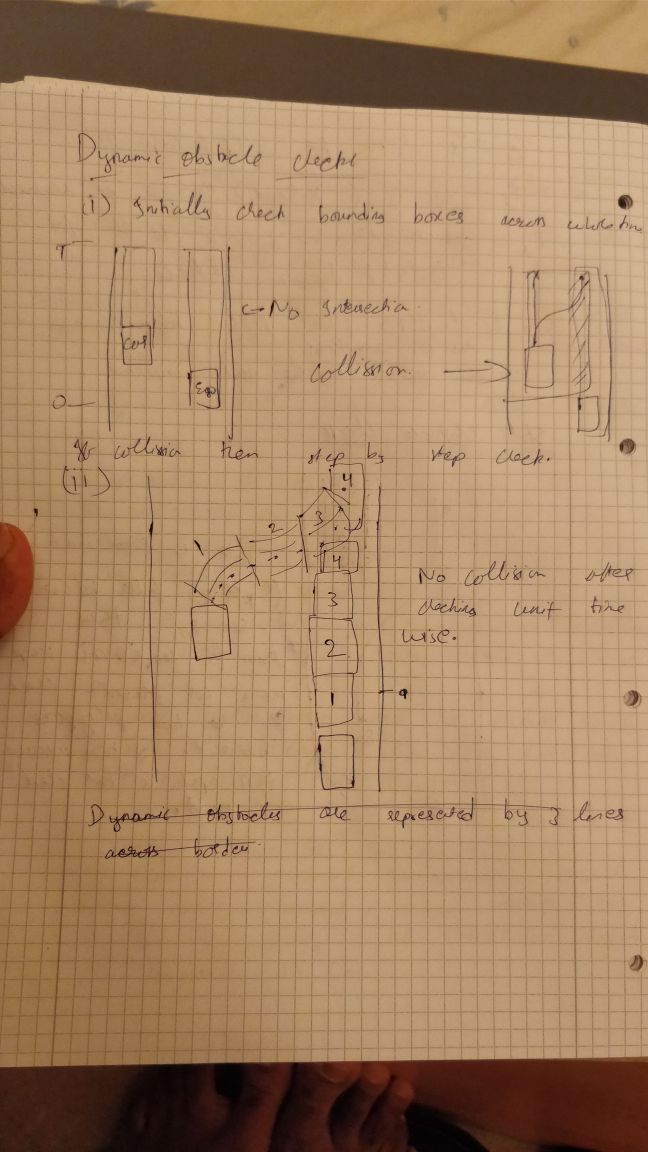 Dynamic obstacle check
(i) Initially check bounding boxes across whole time
T
Car
Ego
← No Intersection.
Collision.
0
If collision then step by step check.
(ii)
4
1 2 3
4
3
2
1
No collision after
checking unit time
wise.
Dynamic obstacles are represented by 3 lines
across border.